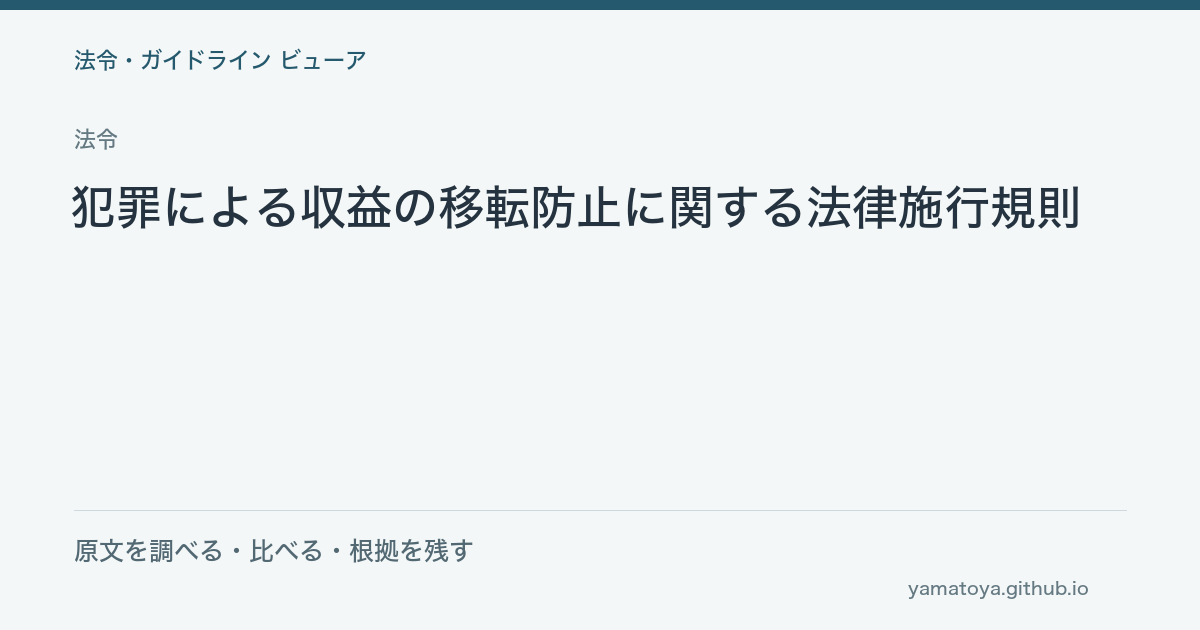 法令・ガイドライン ビューア
法令
犯罪による収益の移転防止に関する法律施行規則
原文を調べる・比べる・根拠を残す
yamatoya.github.io